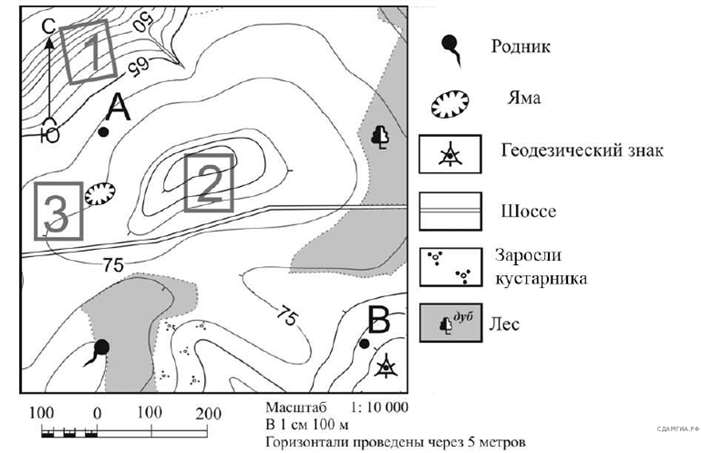 С
50
1
65
А
Ю
2
3
75
75
В
Родник
Яма
Геодезический знак
Шоссе
Заросли
кустарника
дуб
Лес
100 0 100 200
Масштаб 1: 10 000
В 1 см 100 м
Горизонтали проведены через 5 метров
СДАМГИА.РФ